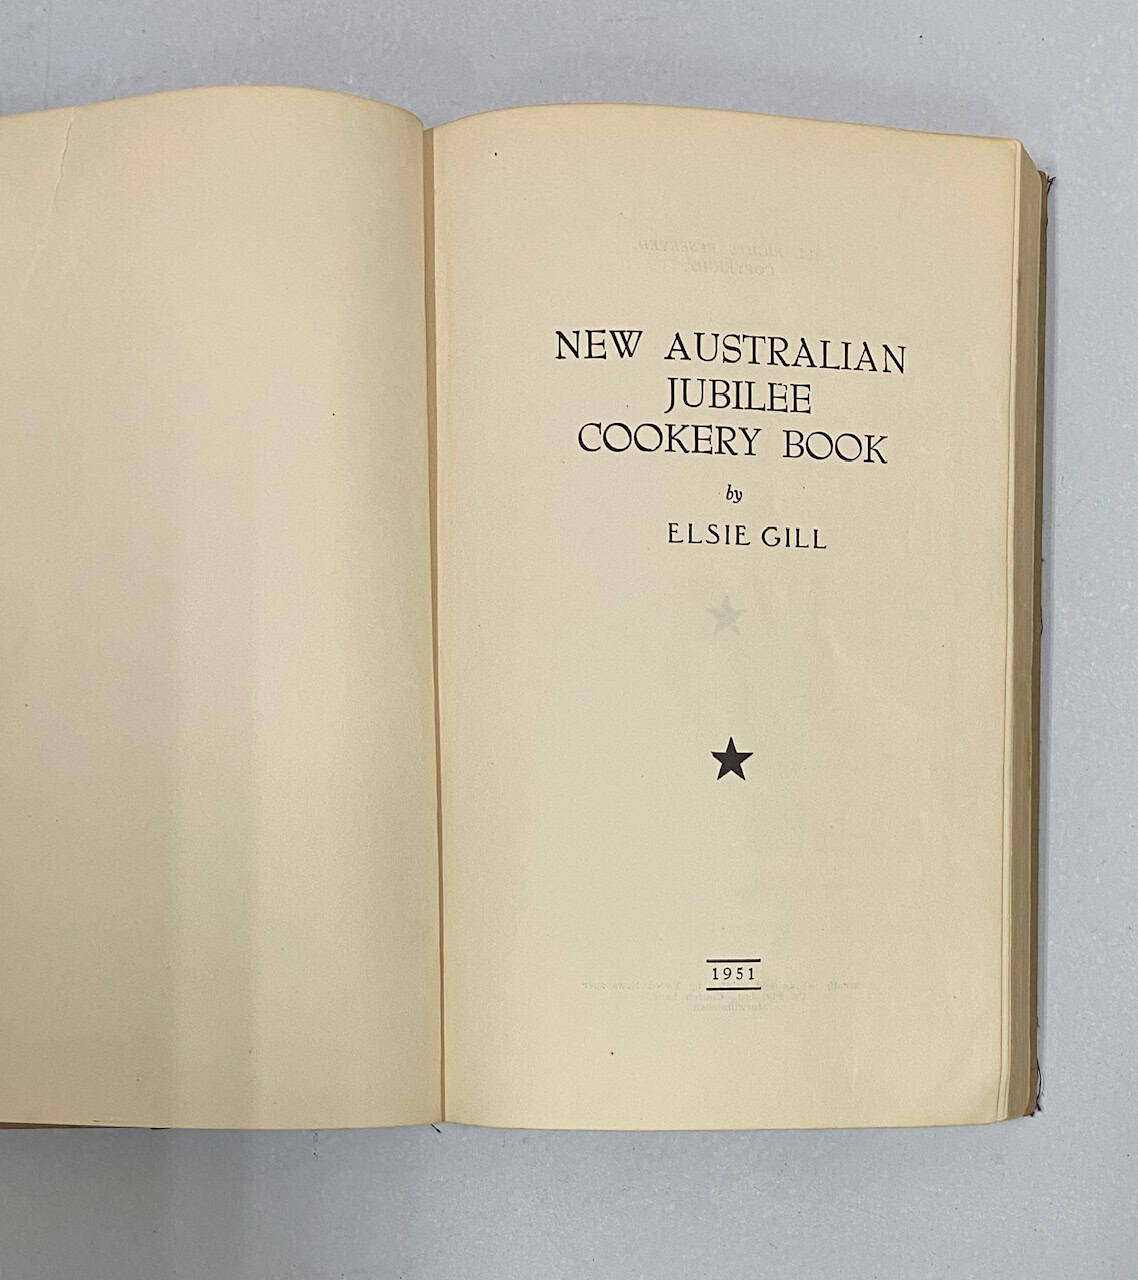 NEW AUSTRALIAN
JUBILEE
COOKERY BOOK
by
ELSIE GILL
1951